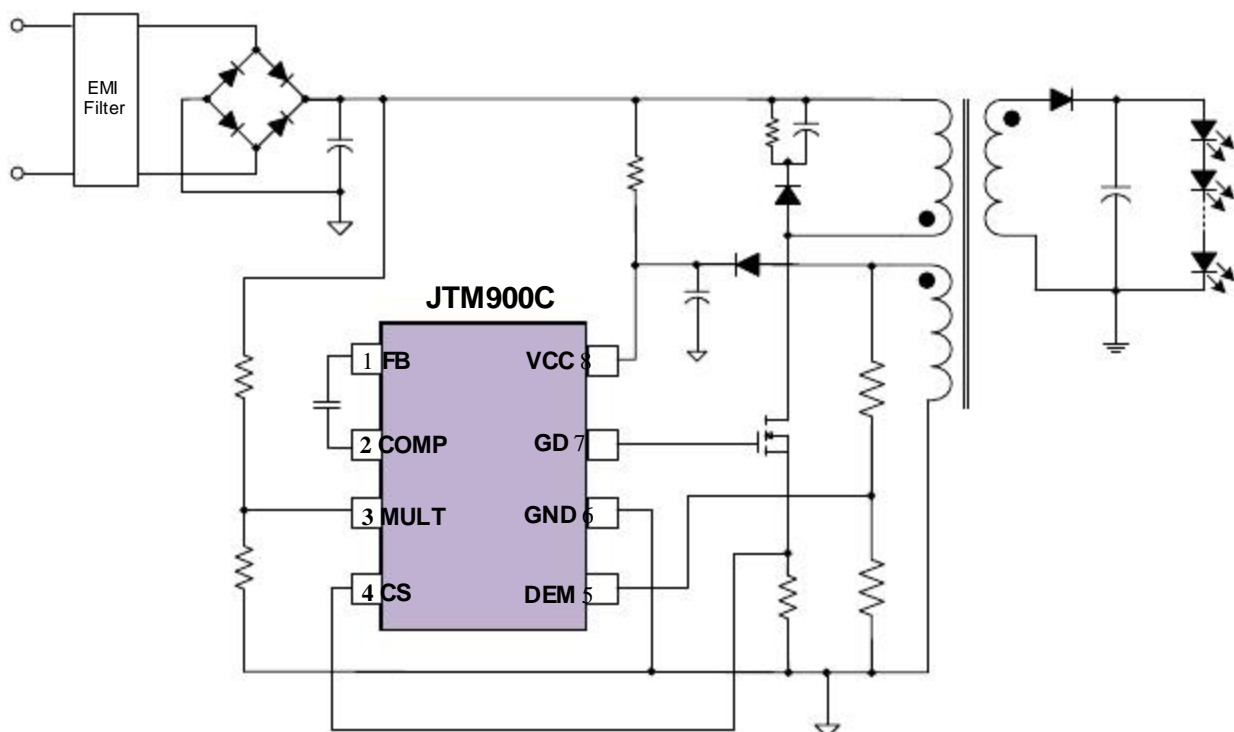 EMI
Filter
JTM900C
1 FB
VCC 8
2 COMP
GD 7
3 MULT
GND 6
4 CS
DEM 5